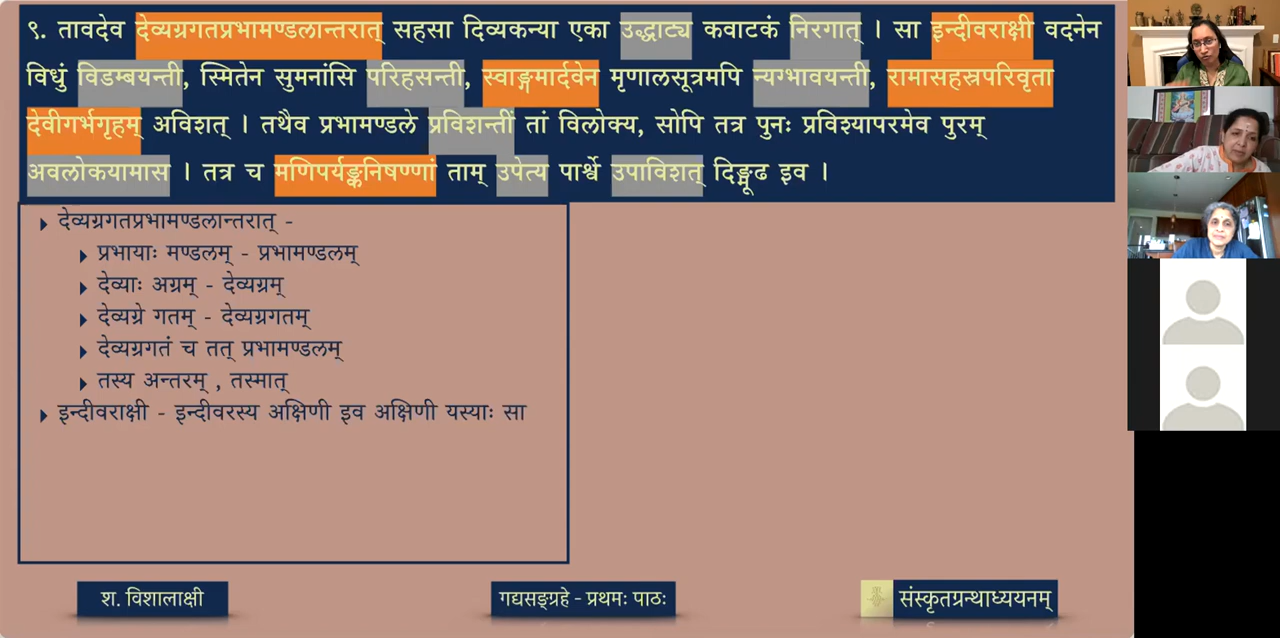 ९. तावदेव देव्यग्रगतप्रभामण्डलान्तरात् सहसा दिव्यकन्या एका उद्घाट्य कवाटकं निरगात् । सा इन्दीवराक्षी वदनेन
विधुं विडम्बयन्ती, स्मितेन सुमनांसि परिहसन्ती, स्वाङ्गमार्दवेन मृणालसूत्रमपि न्यग्भावयन्ती, रामासहस्रपरिवृता
देवीगर्भगृहम् अविशत् । तथैव प्रभामण्डले प्रविशन्तीं तां विलोक्य, सोपि तत्र पुनः प्रविश्यापरमेव पुरम्
अवलोकयामास । तत्र च मणिपर्यङ्कनिषण्णां ताम् उपेत्य पार्श्वे उपाविशत् दिङ्मूढ इव ।
देव्यग्रगतप्रभामण्डलान्तरात् -
प्रभायाः मण्डलम् - प्रभामण्डलम्
देव्याः अग्रम् - देव्यग्रम्
देव्यग्रे गतम् - देव्यग्रगतम्
देव्यग्रगतं च तत् प्रभामण्डलम्
तस्य अन्तरम् , तस्मात्
इन्दीवराक्षी - इन्दीवरस्य अक्षिणी इव अक्षिणी यस्याः सा
श. विशालाक्षी
गद्यसङ्ग्रहे - प्रथमः पाठः
संस्कृतग्रन्थाध्ययनम्